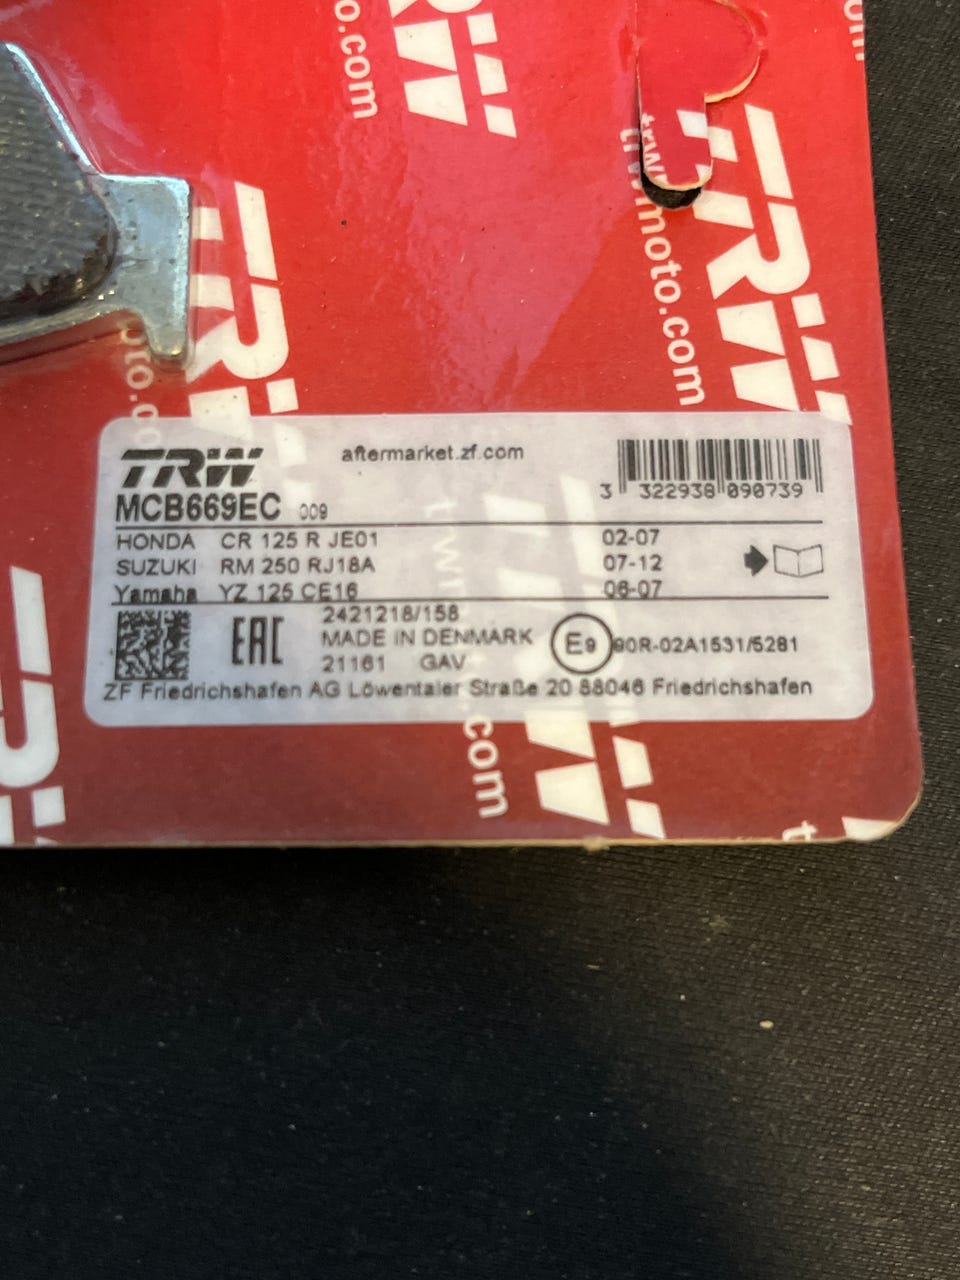 TRW
trwmoto.com
TRW
TRW
TRW aftermarket.zf.com
MCB669EC 009
3 322938 090739
HONDA CR 125 R JE01 02-07
SUZUKI RM 250 RJ18A 07-12
Yamaha YZ 125 CE16 06-07
EAC
2421218/158
MADE IN DENMARK
21161 GAV
E9 90R-02A1531/5281
ZF Friedrichshafen AG Löwentaler Straße 20 88046 Friedrichshafen
.com